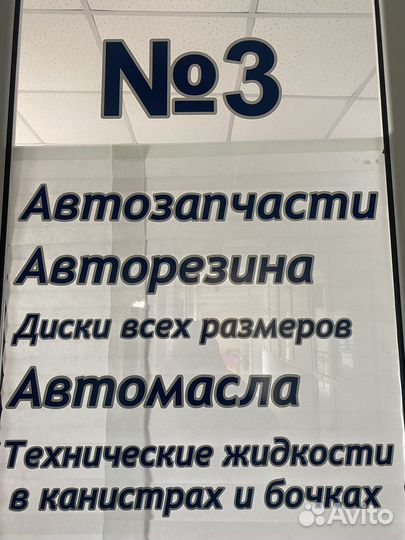 №3
Автозапчасти
Авторезина
Диски всех размеров
Автомасла
Технические жидкости
в канистрах и бочках
Avito